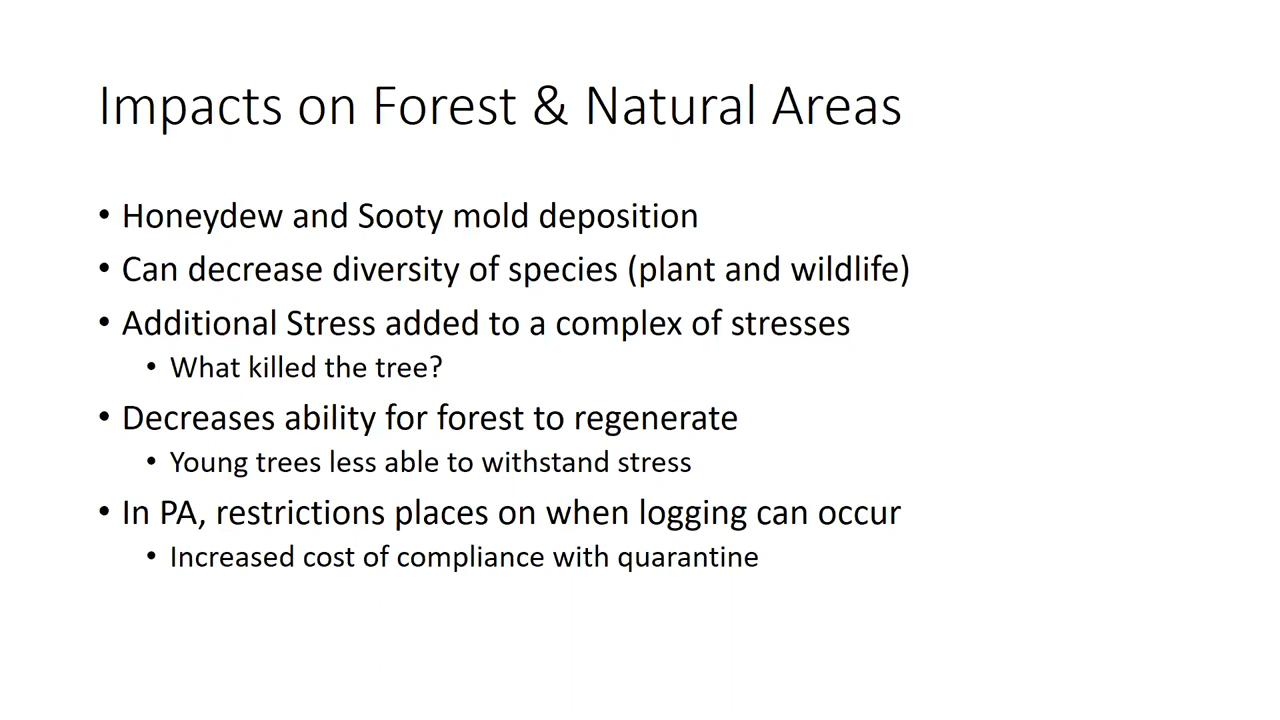 Impacts on Forest & Natural Areas
• Honeydew and Sooty mold deposition
• Can decrease diversity of species (plant and wildlife)
• Additional Stress added to a complex of stresses
• What killed the tree?
• Decreases ability for forest to regenerate
• Young trees less able to withstand stress
• In PA, restrictions places on when logging can occur
• Increased cost of compliance with quarantine